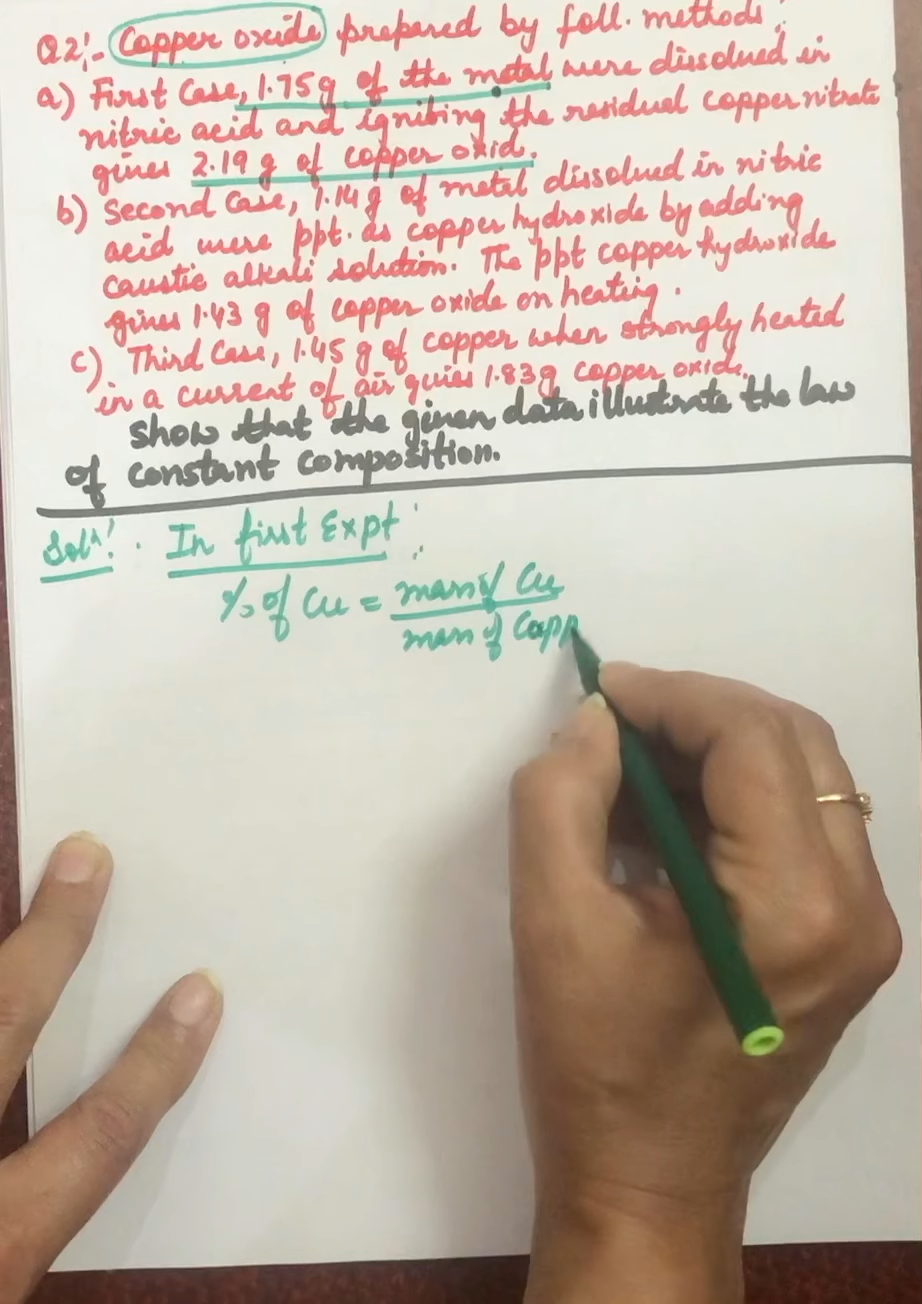 Q2:- Copper oxide prepared by foll. methods:
a) First Case, 1.75g of the metal were dissolved in
nitric acid and igniting the residual copper nitrate
gives 2.19 g of copper oxid.
b) Second Case, 1.14g of metal dissolved in nitric
acid were ppt. as copper hydroxide by adding
caustic alkali solution. The ppt copper hydroxide
gives 1.43 g of copper oxide on heating.
c) Third Case, 1.45 g of copper when strongly heated
in a current of air gives 1.83g copper oxide.
Show that the given data illustrate the law
of constant composition.
Solⁿ: In first Expt:
% of Cu = mass of Cu
mass of Copp